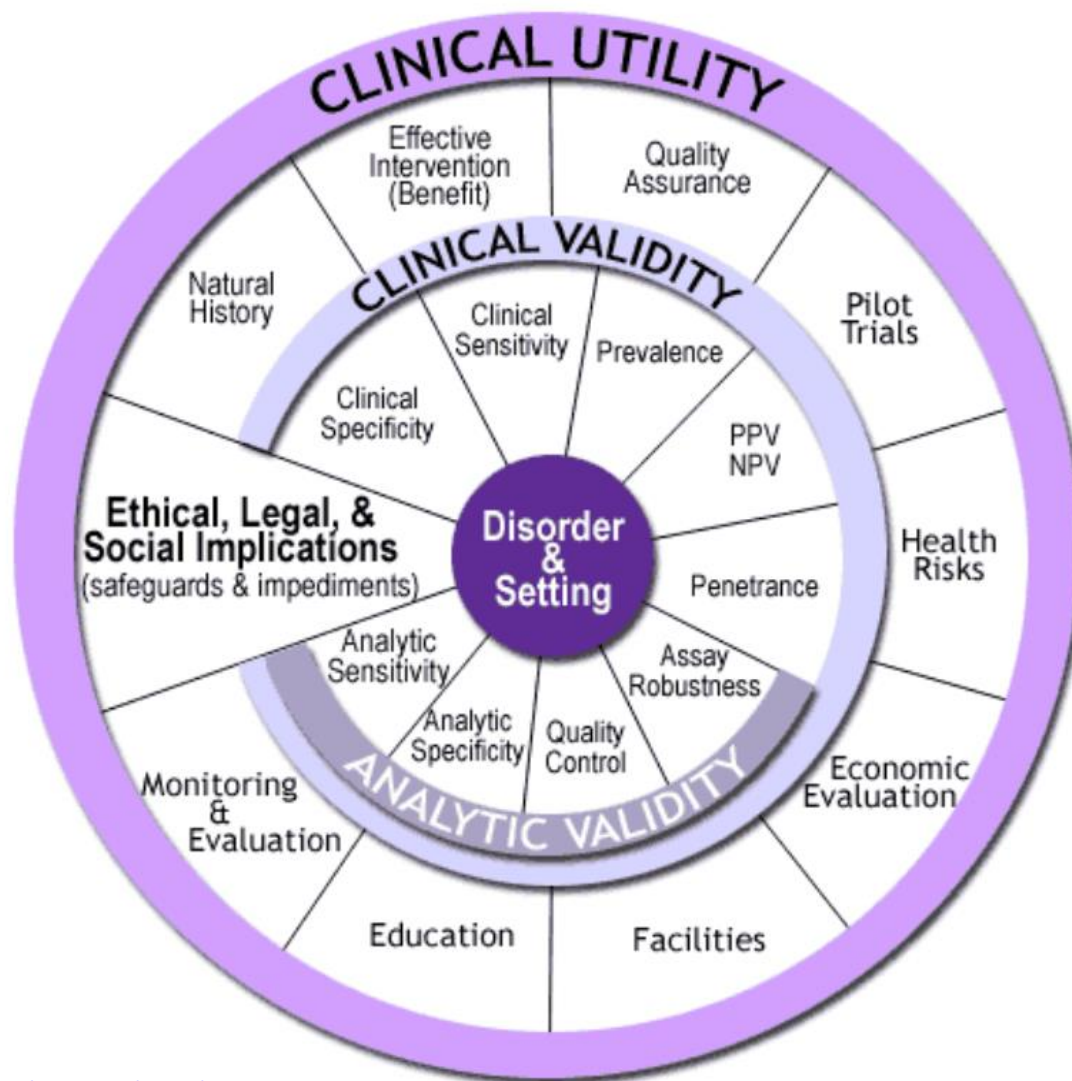 CLINICAL UTILITY
Effective
Intervention
(Benefit)
Quality
Assurance
Natural
History
Pilot
Trials
CLINICAL VALIDITY
Clinical
Sensitivity
Prevalence
Clinical
Specificity
PPV
NPV
Ethical, Legal, &
Social Implications
(safeguards & impediments)
Disorder
&
Setting
Health
Risks
Penetrance
Analytic
Sensitivity
Assay
Robustness
Analytic
Specificity
Quality
Control
ANALYTIC VALIDITY
Monitoring
&
Evaluation
Economic
Evaluation
Education
Facilities